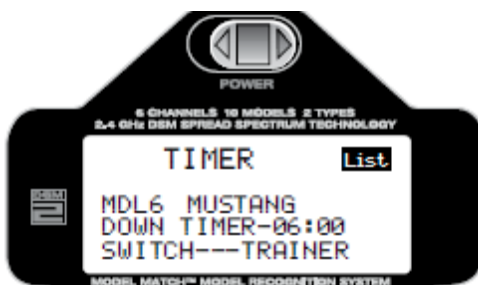 POWER
6 CHANNELS 10 MODELS 2 TYPES
2.4 GHz DSM SPREAD SPECTRUM TECHNOLOGY
TIMER List
DSM
2
MDL6 MUSTANG
DOWN TIMER-06:00
SWITCH---TRAINER
MODEL MATCH™ MODEL RECOGNITION SYSTEM